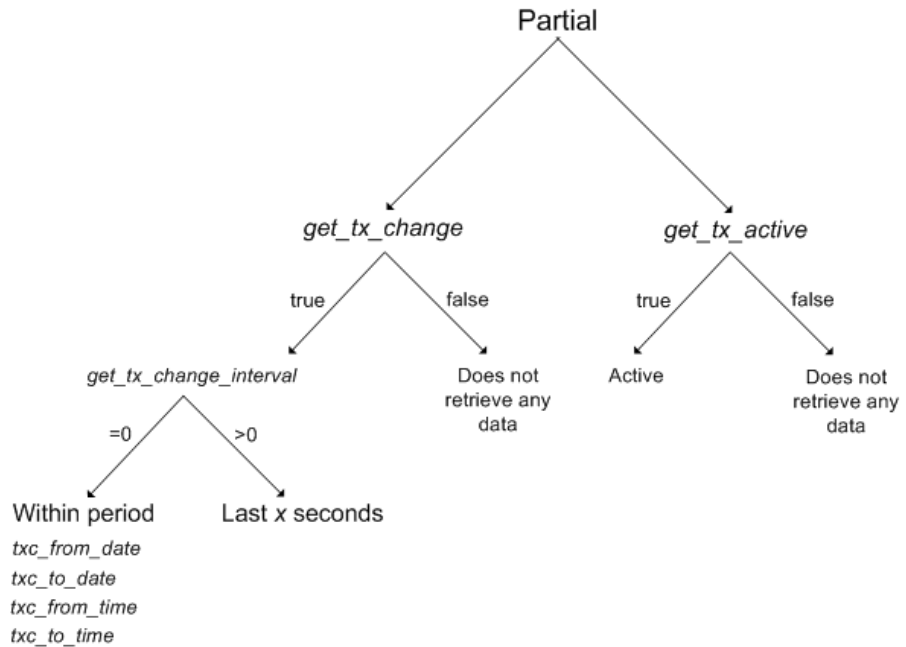 Partial
get_tx_change
get_tx_active
true
false
true
false
get_tx_change_interval
Does not
retrieve any
data
Active
Does not
retrieve any
data
=0
>0
Within period
Last x seconds
txc_from_date
txc_to_date
txc_from_time
txc_to_time